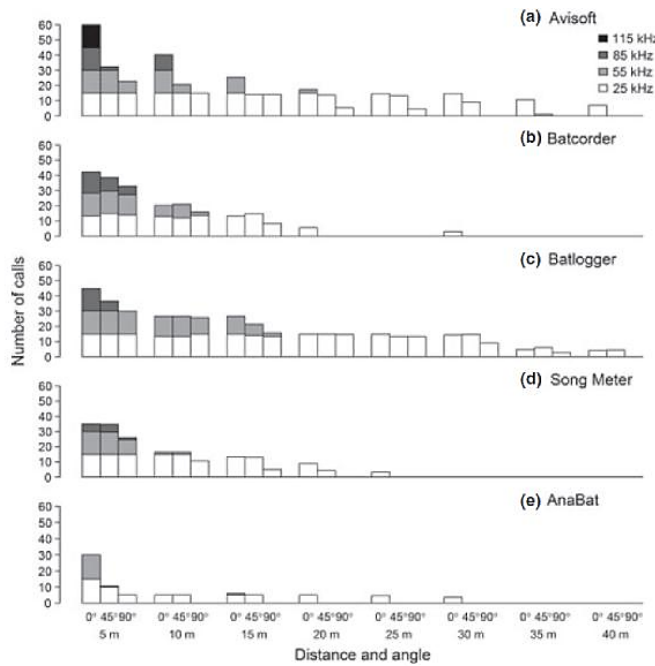 (a) Avisoft
115 kHz
85 kHz
55 kHz
25 kHz
60
50
40
30
20
10
0
(b) Batcorder
60
50
40
30
20
10
0
(c) Batlogger
60
50
40
30
20
10
0
(d) Song Meter
60
50
40
30
20
10
0
(e) AnaBat
60
50
40
30
20
10
0
Number of calls
0° 45°90° 0° 45°90° 0° 45°90° 0° 45°90° 0° 45°90° 0° 45°90° 0° 45°90° 0° 45°90°
5 m 10 m 15 m 20 m 25 m 30 m 35 m 40 m
Distance and angle